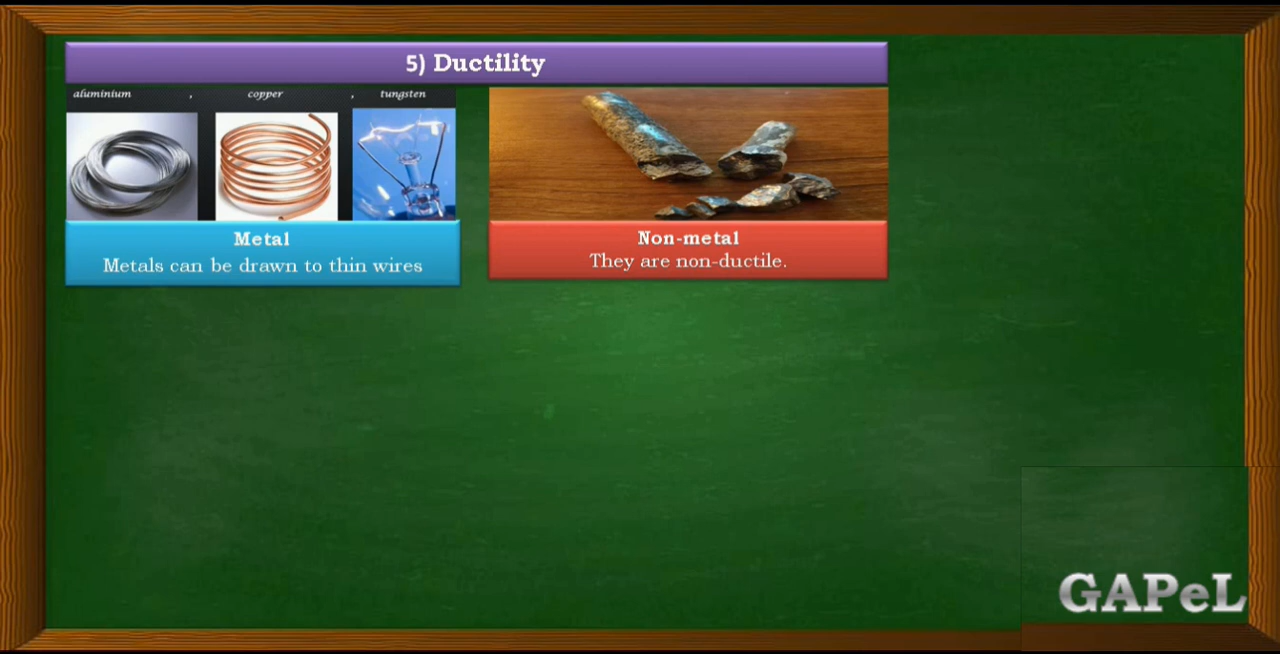 5) Ductility
aluminium , copper , tungsten
Metal
Metals can be drawn to thin wires
Non-metal
They are non-ductile.
GAPeL